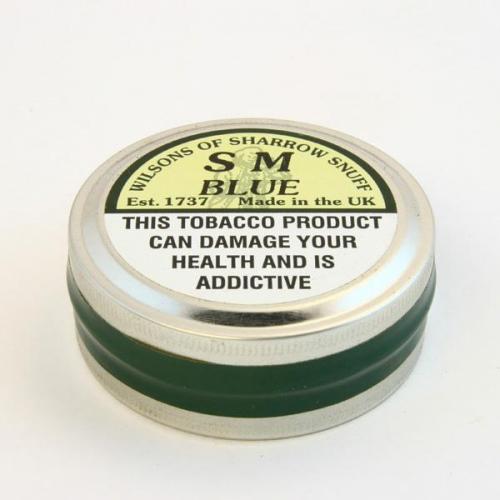 WILSONS OF SHARROW SNUFF
S M
BLUE
Est. 1737 Made in the UK
THIS TOBACCO PRODUCT
CAN DAMAGE YOUR
HEALTH AND IS
ADDICTIVE